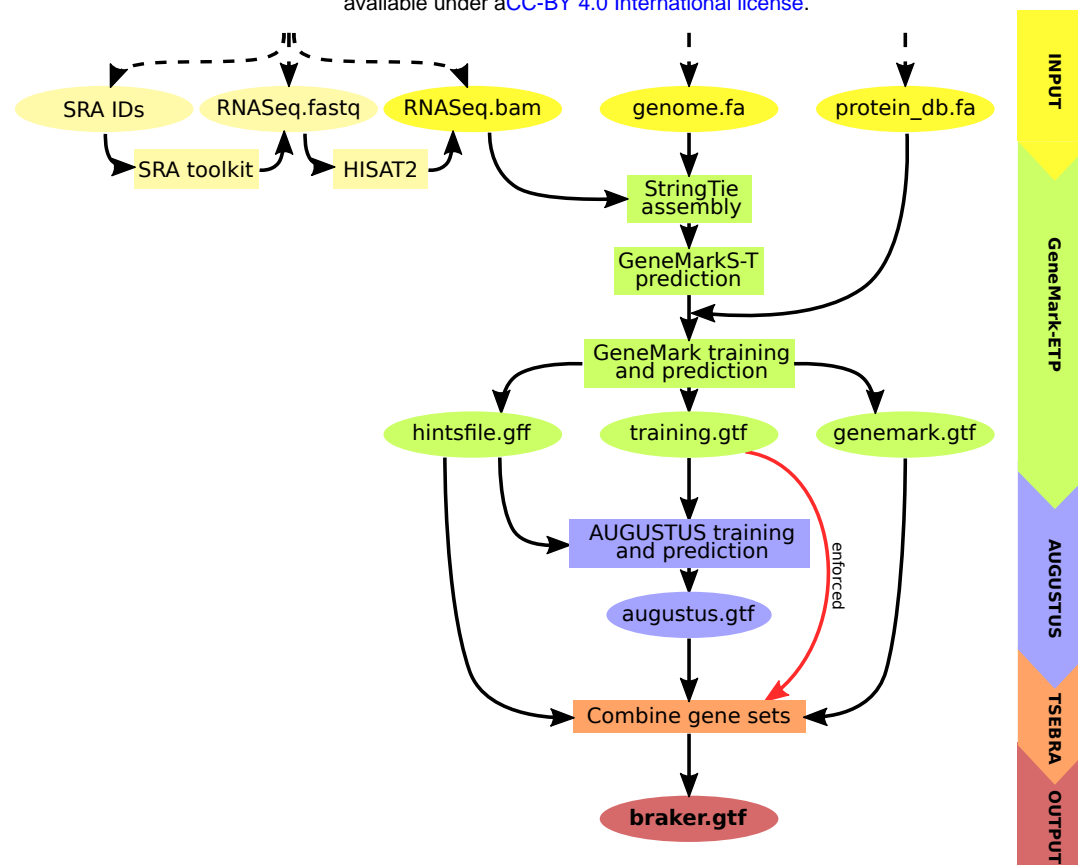 available under aCC-BY 4.0 International license.
SRA IDs
RNASeq.fastq
RNASeq.bam
genome.fa
protein_db.fa
SRA toolkit
HISAT2
StringTie
assembly
GeneMarkS-T
prediction
GeneMark training
and prediction
hintsfile.gff
training.gtf
genemark.gtf
AUGUSTUS training
and prediction
enforced
augustus.gtf
Combine gene sets
braker.gtf
INPUT
GeneMark-ETP
AUGUSTUS
TSEBRA
OUTPUT